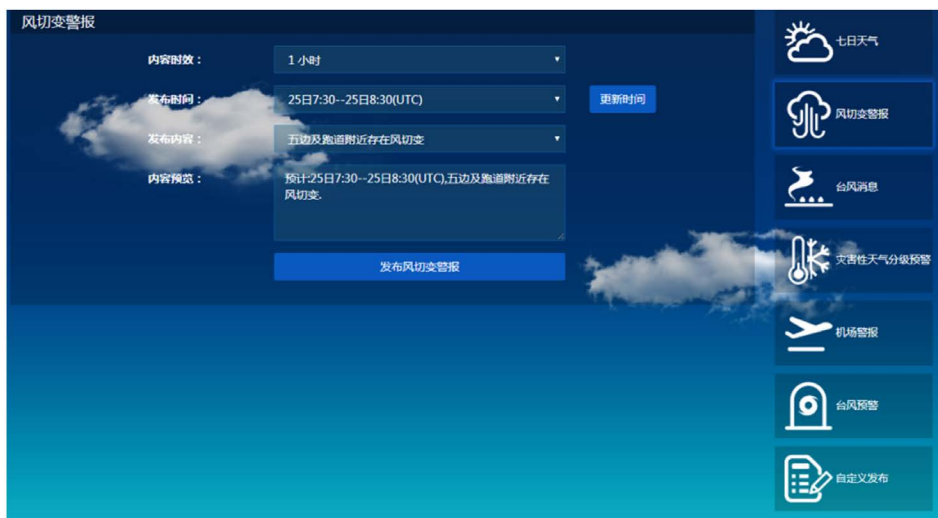 风切变警报
内容时效：
1 小时
发布时间：
25日7:30--25日8:30(UTC)
更新时间
发布内容：
五边及跑道附近存在风切变
内容预览：
预计:25日7:30--25日8:30(UTC),五边及跑道附近存在
风切变.
发布风切变警报
七日天气
风切变警报
台风消息
灾害性天气分级预警
机场警报
台风预警
自定义发布